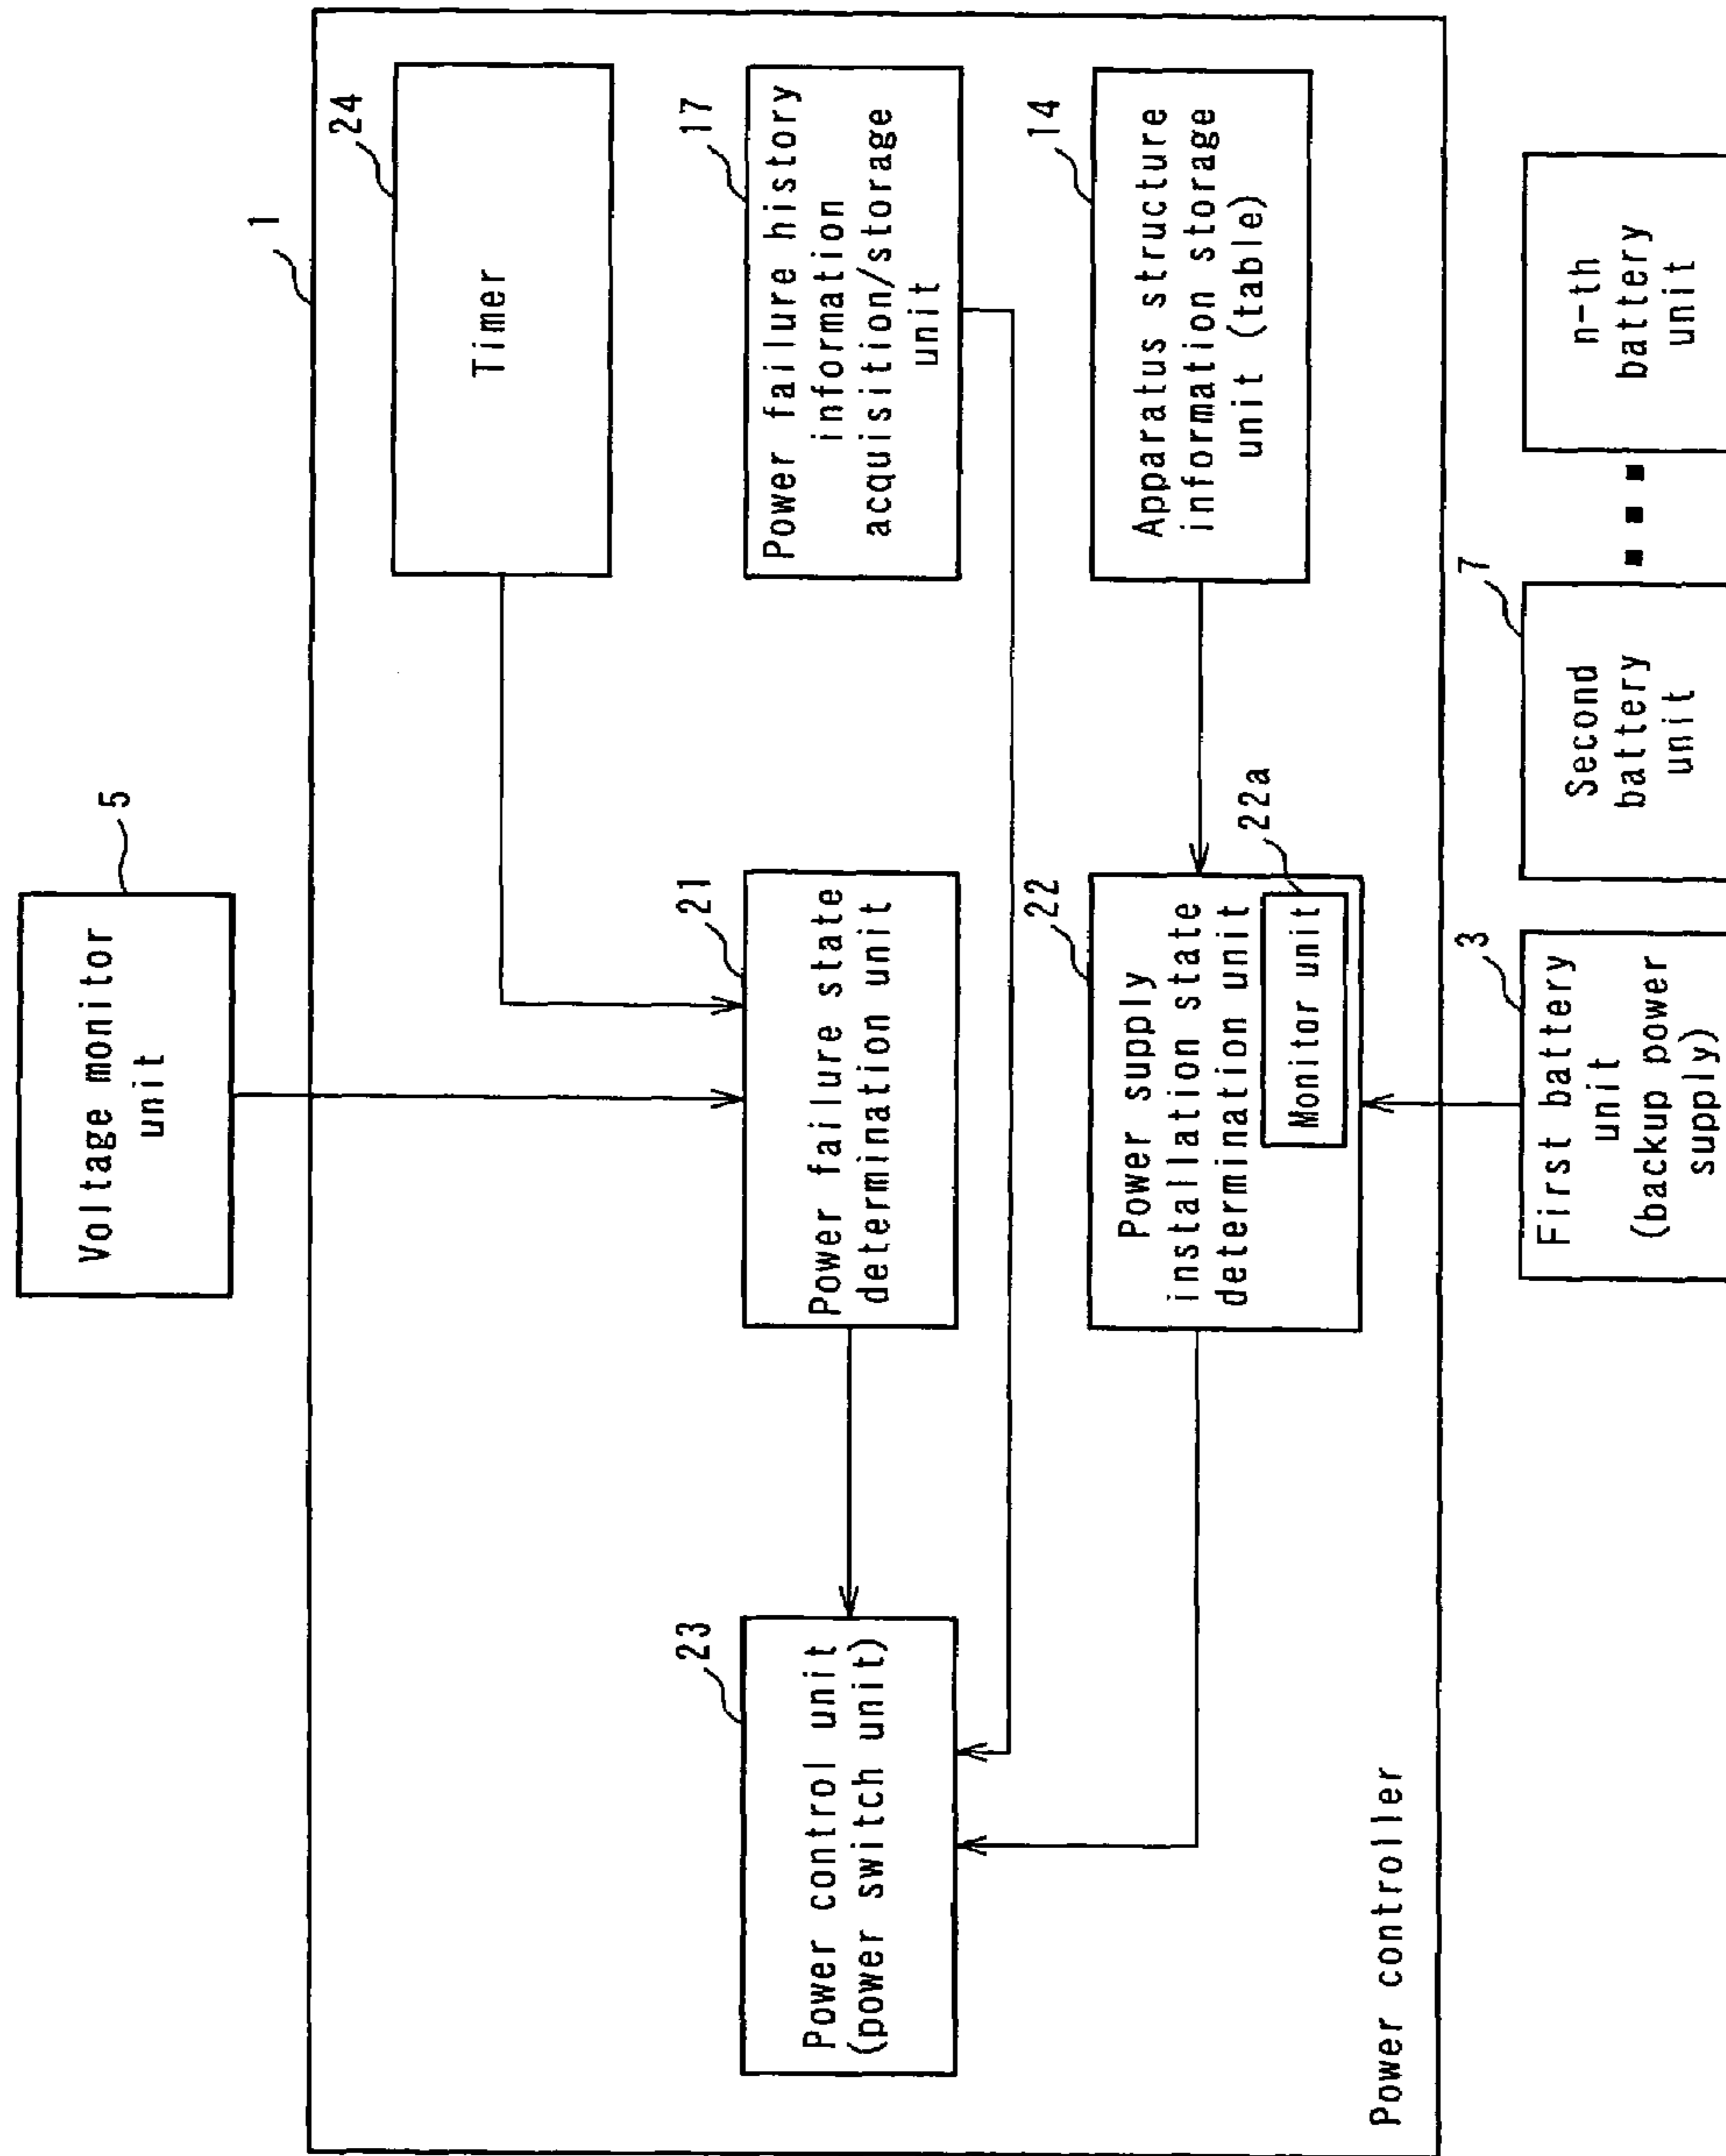 5
Voltage monitor
unit
1
24
Timer
21
Power failure state
determination unit
17
Power failure history
information
acquisition/storage
unit
23
Power control unit
(power switch unit)
22
Power supply
installation state
determination unit
22a
Monitor unit
14
Apparatus structure
information storage
unit (table)
Power controller
3
First battery
unit
(backup power
supply)
7
Second
battery
unit
n-th
battery
unit